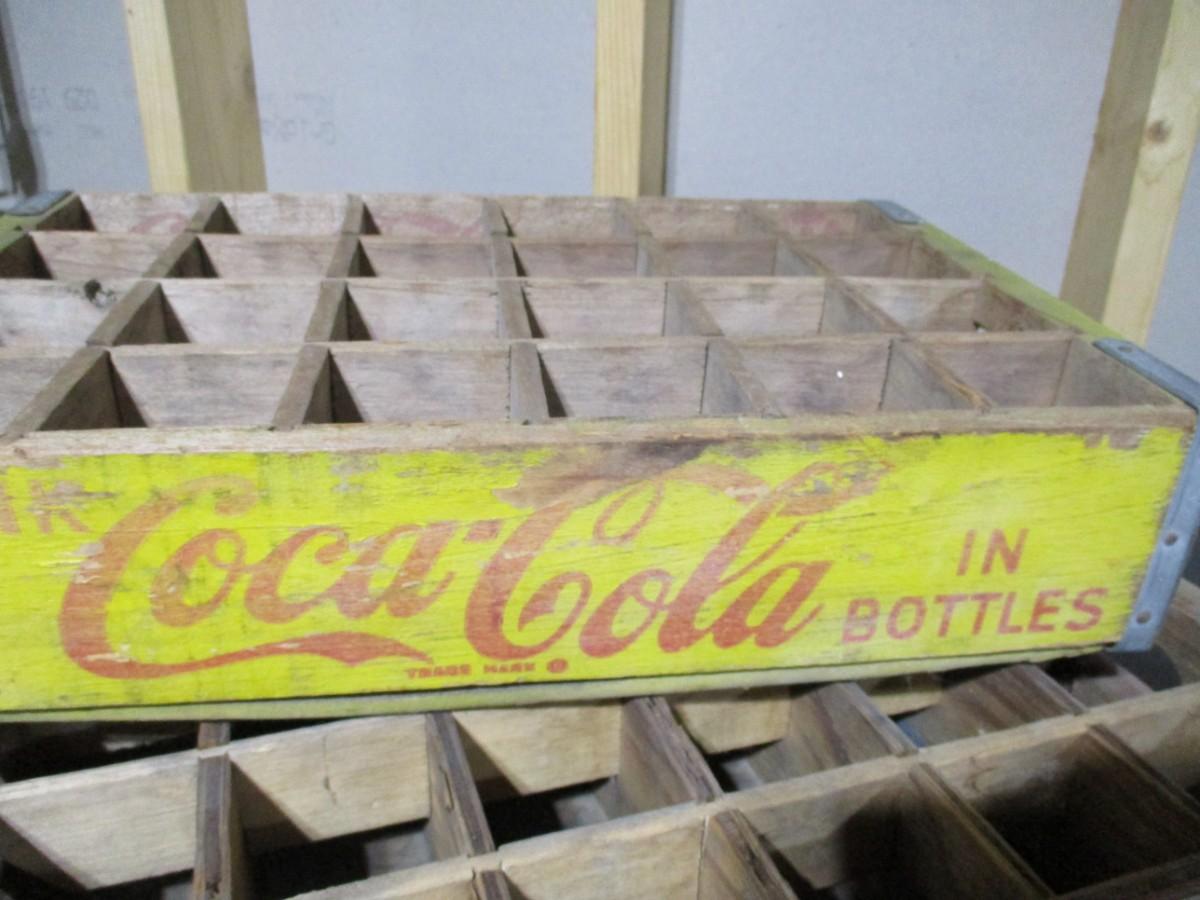 Coca-Cola
TRADE MARK ®
IN
BOTTLES